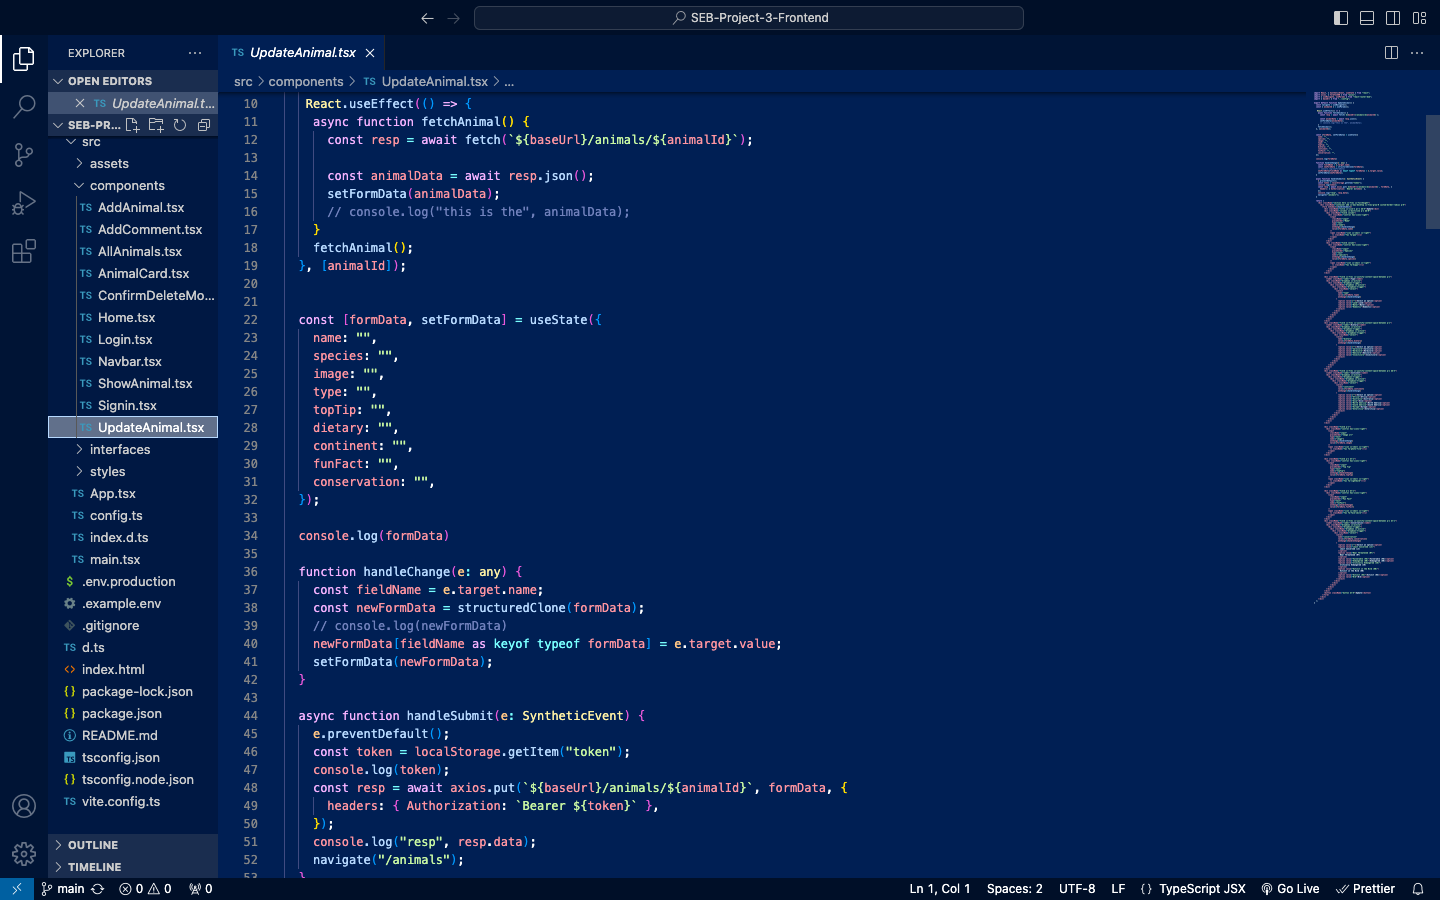 SEB-Project-3-Frontend
EXPLORER
OPEN EDITORS
TS UpdateAnimal.t...
SEB-PR...
src
assets
components
TS AddAnimal.tsx
TS AddComment.tsx
TS AllAnimals.tsx
TS AnimalCard.tsx
TS ConfirmDeleteMo...
TS Home.tsx
TS Login.tsx
TS Navbar.tsx
TS ShowAnimal.tsx
TS Signin.tsx
TS UpdateAnimal.tsx
interfaces
styles
TS App.tsx
TS config.ts
TS index.d.ts
TS main.tsx
$ .env.production
.example.env
.gitignore
TS d.ts
<> index.html
{} package-lock.json
{} package.json
README.md
TS tsconfig.json
{} tsconfig.node.json
TS vite.config.ts
OUTLINE
TIMELINE
TS UpdateAnimal.tsx
src > components > TS UpdateAnimal.tsx > ...
10 React.useEffect(() => {
11 async function fetchAnimal() {
12 const resp = await fetch(`${baseUrl}/animals/${animalId}`);
13
14 const animalData = await resp.json();
15 setFormData(animalData);
16 // console.log("this is the", animalData);
17 }
18 fetchAnimal();
19 }, [animalId]);
20
21
22 const [formData, setFormData] = useState({
23 name: "",
24 species: "",
25 image: "",
26 type: "",
27 topTip: "",
28 dietary: "",
29 continent: "",
30 funFact: "",
31 conservation: "",
32 });
33
34 console.log(formData)
35
36 function handleChange(e: any) {
37 const fieldName = e.target.name;
38 const newFormData = structuredClone(formData);
39 // console.log(newFormData)
40 newFormData[fieldName as keyof typeof formData] = e.target.value;
41 setFormData(newFormData);
42 }
43
44 async function handleSubmit(e: SyntheticEvent) {
45 e.preventDefault();
46 const token = localStorage.getItem("token");
47 console.log(token);
48 const resp = await axios.put(`${baseUrl}/animals/${animalId}`, formData, {
49 headers: { Authorization: `Bearer ${token}` },
50 });
51 console.log("resp", resp.data);
52 navigate("/animals");
53 }
main 0 0 0 Ln 1, Col 1 Spaces: 2 UTF-8 LF {} TypeScript JSX Go Live Prettier